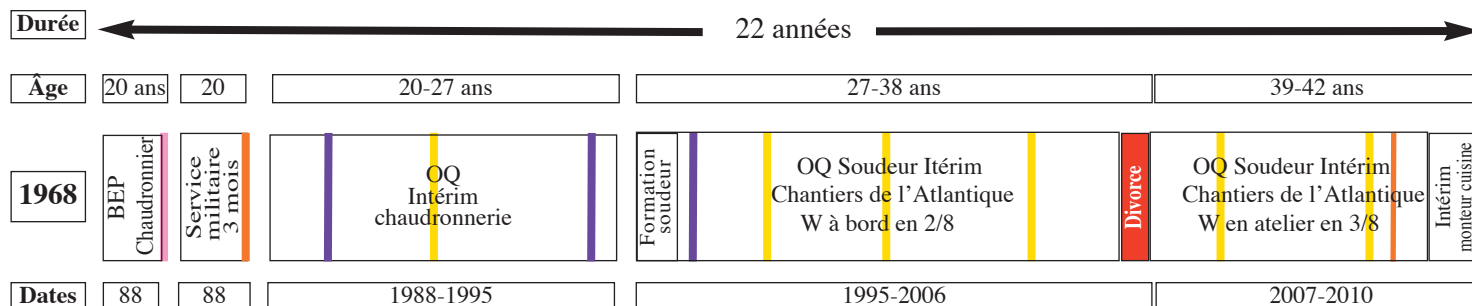 Durée
22 années
Âge
20 ans
20
20-27 ans
27-38 ans
39-42 ans
1968
BEP
Chaudronnier
Service
militaire
3 mois
OQ
Intérim
chaudronnerie
Formation
soudeur
OQ Soudeur Itérim
Chantiers de l’Atlantique
W à bord en 2/8
Divorce
OQ Soudeur Intérim
Chantiers de l’Atlantique
W en atelier en 3/8
Intérim
monteur cuisine
Dates
88
88
1988-1995
1995-2006
2007-2010